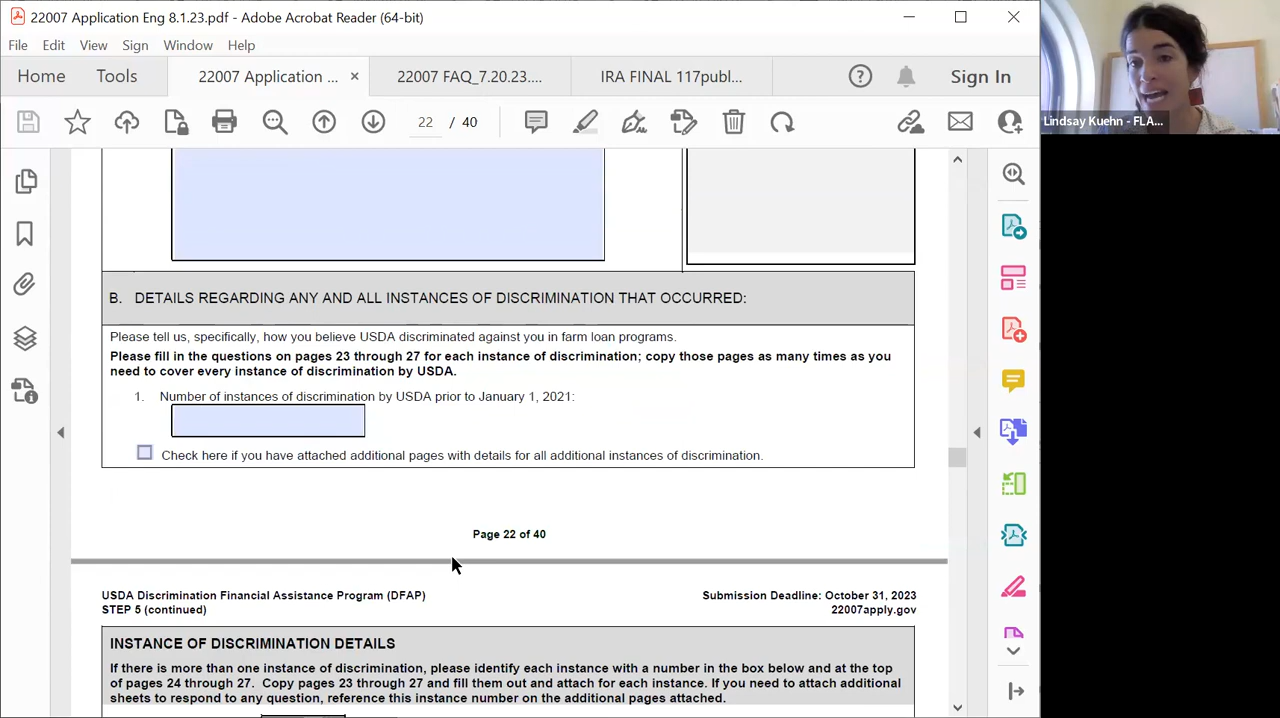 22007 Application Eng 8.1.23.pdf - Adobe Acrobat Reader (64-bit)
File Edit View Sign Window Help
Home Tools 22007 Application ... × 22007 FAQ_7.20.23.... IRA FINAL 117publ... Sign In
22 / 40
Lindsay Kuehn - FLA...
B. DETAILS REGARDING ANY AND ALL INSTANCES OF DISCRIMINATION THAT OCCURRED:
Please tell us, specifically, how you believe USDA discriminated against you in farm loan programs.
Please fill in the questions on pages 23 through 27 for each instance of discrimination; copy those pages as many times as you
need to cover every instance of discrimination by USDA.
1. Number of instances of discrimination by USDA prior to January 1, 2021:
Check here if you have attached additional pages with details for all additional instances of discrimination.
Page 22 of 40
USDA Discrimination Financial Assistance Program (DFAP) Submission Deadline: October 31, 2023
STEP 5 (continued) 22007apply.gov
INSTANCE OF DISCRIMINATION DETAILS
If there is more than one instance of discrimination, please identify each instance with a number in the box below and at the top
of pages 24 through 27. Copy pages 23 through 27 and fill them out and attach for each instance. If you need to attach additional
sheets to respond to any question, reference this instance number on the additional pages attached.